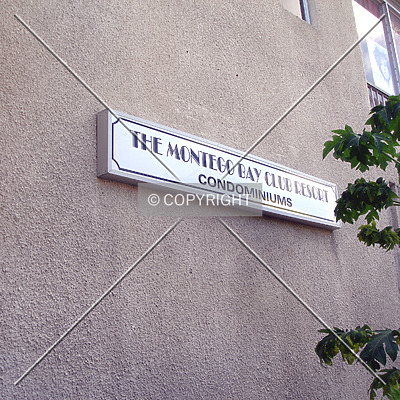 THE MONTEGO BAY CLUB RESORT
CONDOMINIUMS
© COPYRIGHT